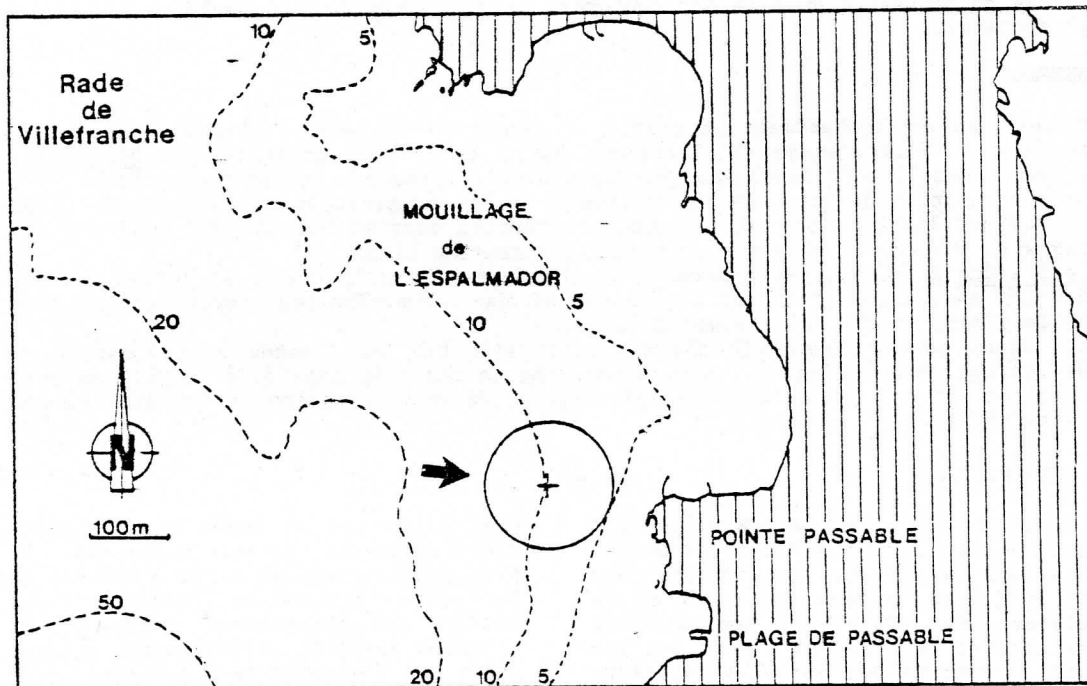 10
5
Rade
de
Villefranche
MOUILLAGE
de
L'ESPALMADOR
5
10
20
N
100m
POINTE PASSABLE
50
PLAGE DE PASSABLE
20
10
5